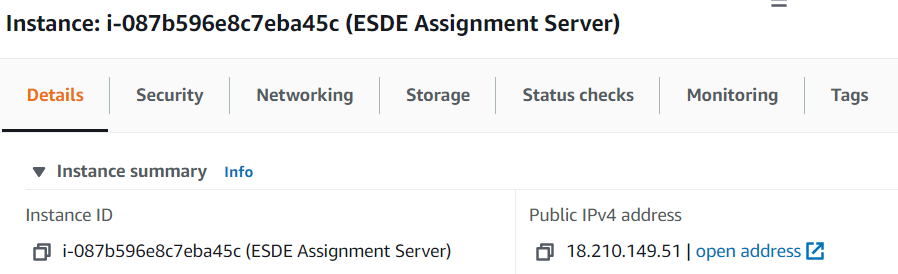 Instance: i-087b596e8c7eba45c (ESDE Assignment Server)
Details Security Networking Storage Status checks Monitoring Tags
Instance summary Info
Instance ID Public IPv4 address
i-087b596e8c7eba45c (ESDE Assignment Server) 18.210.149.51 | open address